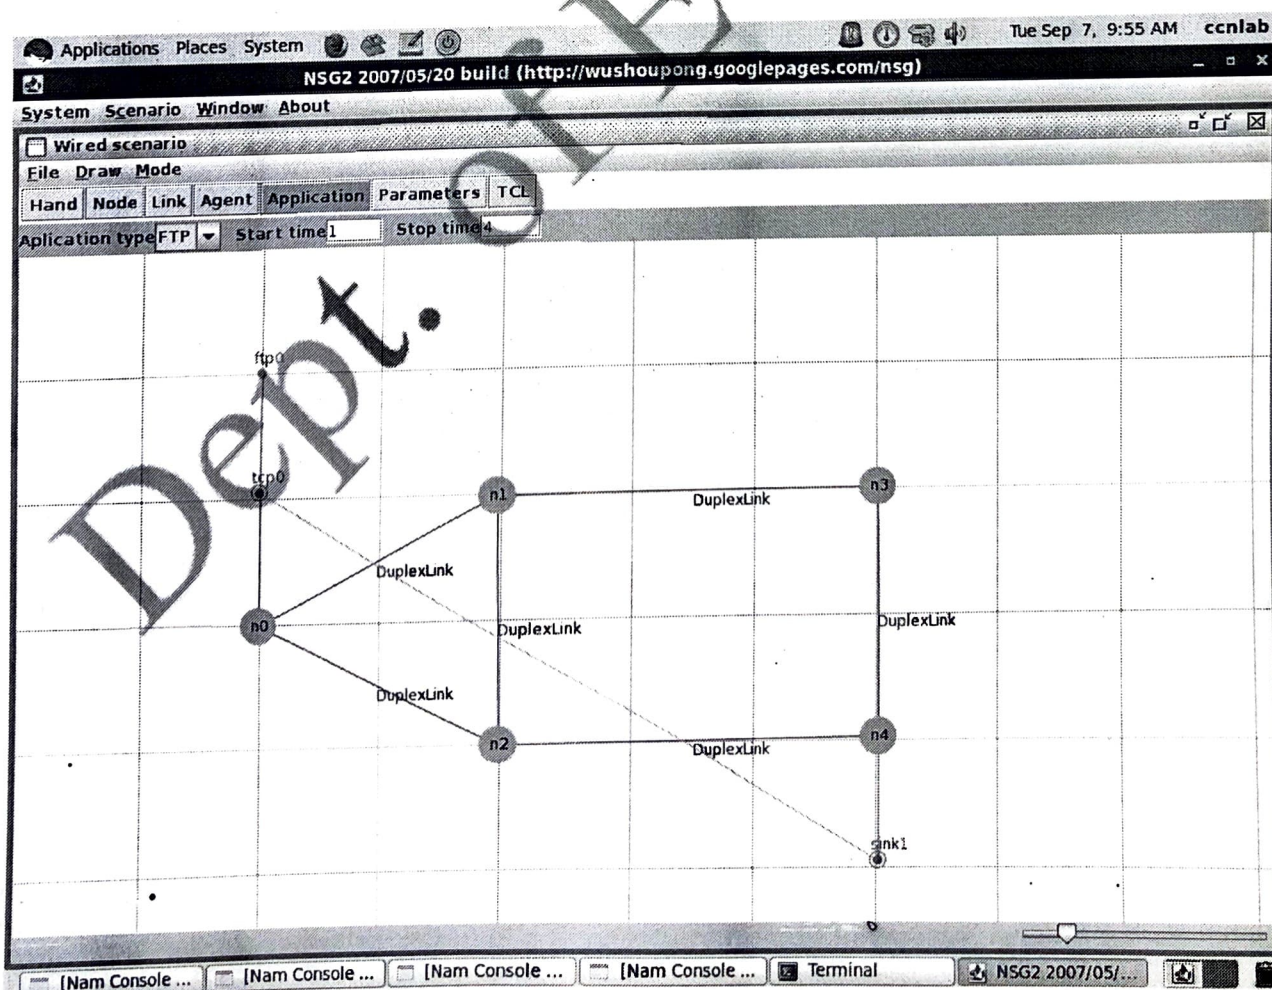 Applications Places System
Tue Sep 7, 9:55 AM ccnlab
NSG2 2007/05/20 build (http://wushoupong.googlepages.com/nsg)
System Scenario Window About
Wired scenario
File Draw Mode
Hand Node Link Agent Application Parameters TCL
Aplication type FTP Start time 1 Stop time 4
Dept. of E
ftp0
tcp0
n1
DuplexLink
n3
DuplexLink
n0
DuplexLink
DuplexLink
DuplexLink
n2
DuplexLink
n4
sink1
[Nam Console ... [Nam Console ... [Nam Console ... [Nam Console ... Terminal NSG2 2007/05/...